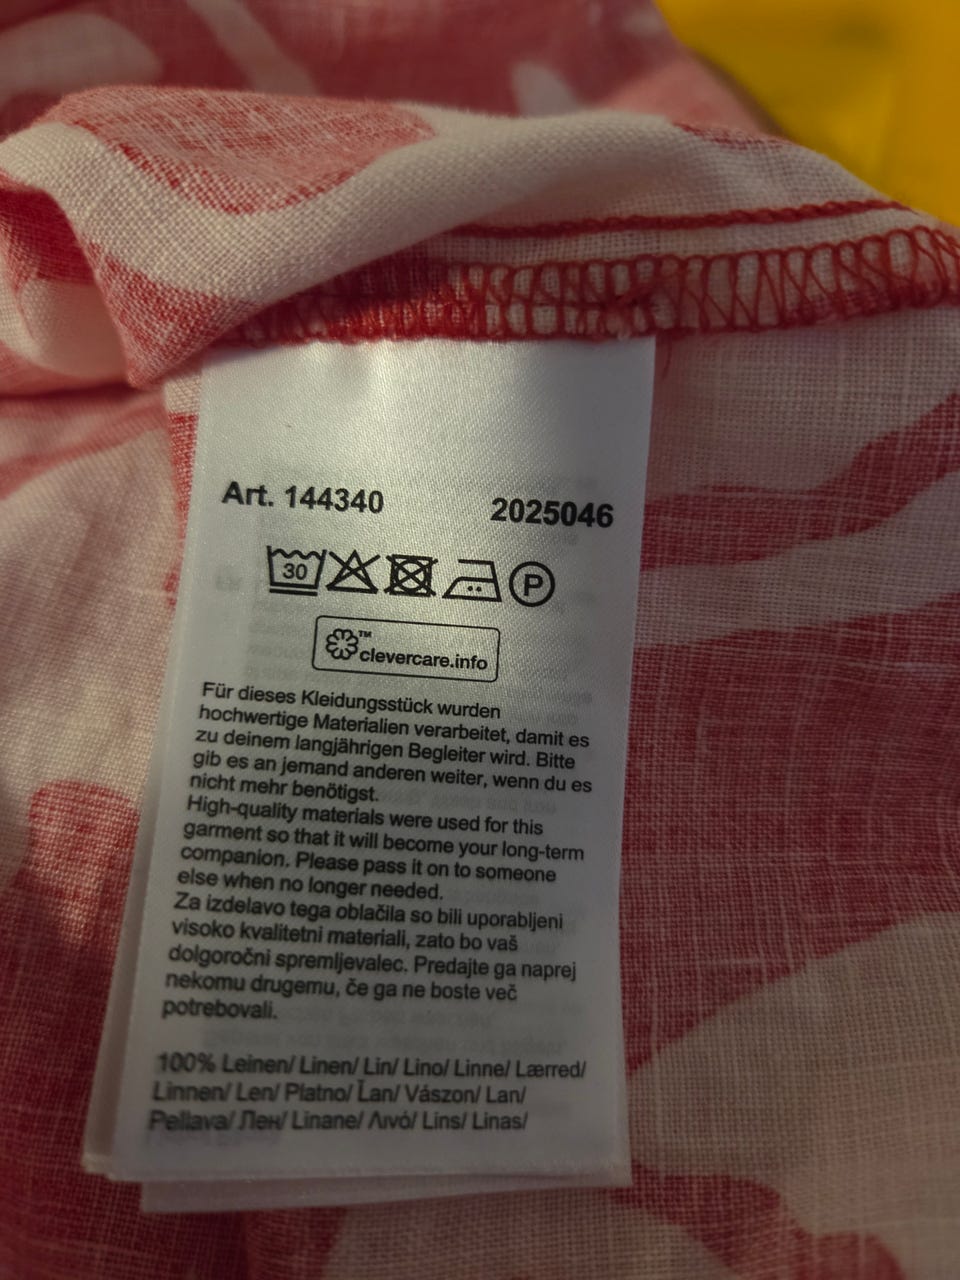 Art. 144340 2025046
30 P
™
clevercare.info
Für dieses Kleidungsstück wurden
hochwertige Materialien verarbeitet, damit es
zu deinem langjährigen Begleiter wird. Bitte
gib es an jemand anderen weiter, wenn du es
nicht mehr benötigst.
High-quality materials were used for this
garment so that it will become your long-term
companion. Please pass it on to someone
else when no longer needed.
Za izdelavo tega oblačila so bili uporabljeni
visoko kvalitetni materiali, zato bo vaš
dolgoročni spremljevalec. Predajte ga naprej
nekomu drugemu, če ga ne boste več
potrebovali.
100% Leinen/ Linen/ Lin/ Lino/ Linne/ Lærred/
Linnen/ Len/ Platno/ Ľan/ Vászon/ Lan/
Pellava/ Лен/ Linane/ Λινό/ Lins/ Linas/